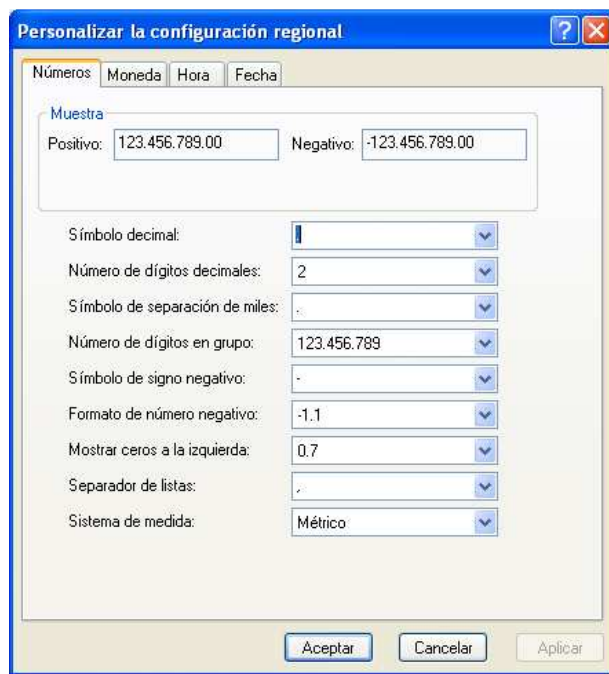 Personalizar la configuración regional
Números Moneda Hora Fecha
Muestra
Positivo: 123.456.789.00 Negativo: -123.456.789.00
Símbolo decimal: .
Número de dígitos decimales: 2
Símbolo de separación de miles: .
Número de dígitos en grupo: 123.456.789
Símbolo de signo negativo: -
Formato de número negativo: -1.1
Mostrar ceros a la izquierda: 0.7
Separador de listas: ,
Sistema de medida: Métrico
Aceptar Cancelar Aplicar